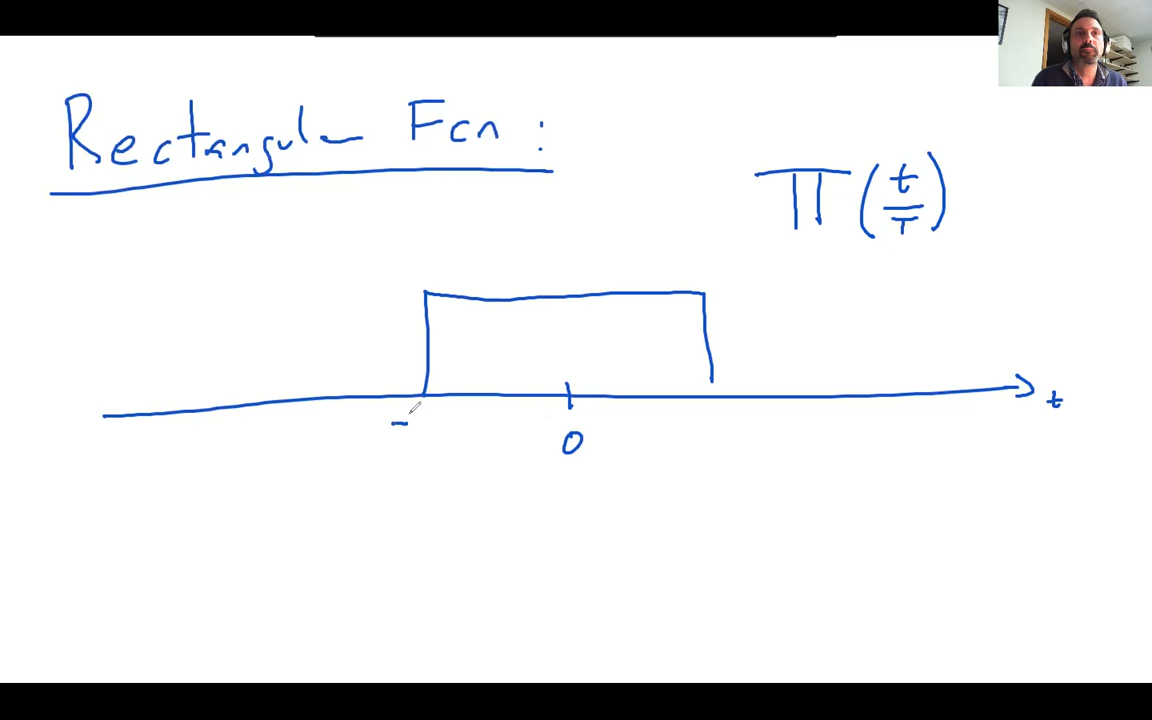 Rectangular Fcn :
Π(t/T)
t
-
0